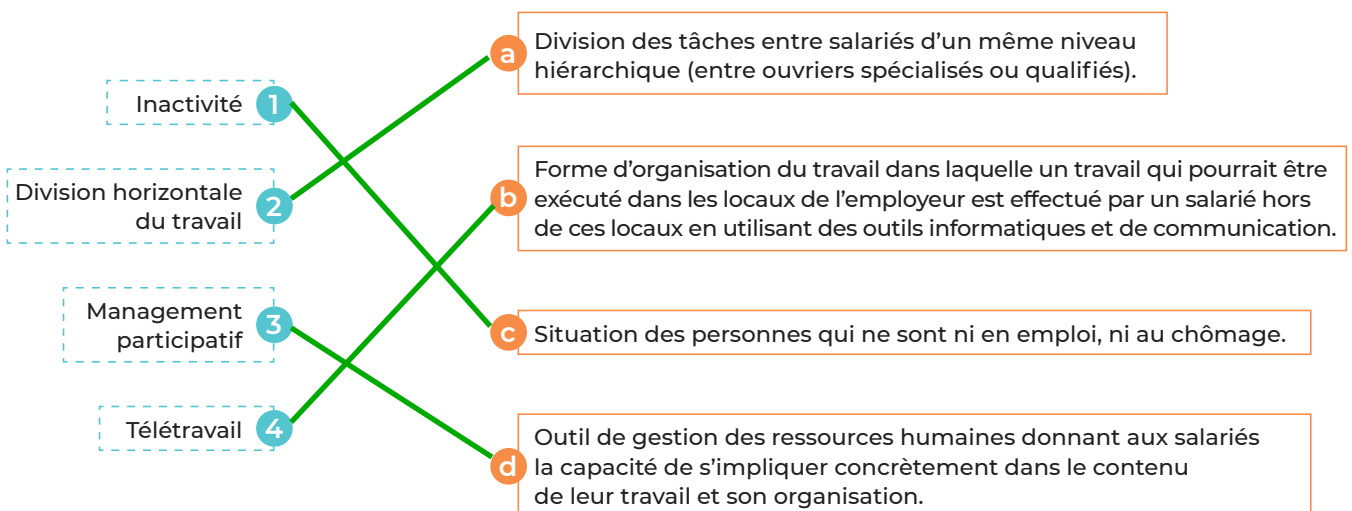 Inactivité 1
Division horizontale
du travail 2
Management
participatif 3
Télétravail 4
a Division des tâches entre salariés d’un même niveau
hiérarchique (entre ouvriers spécialisés ou qualifiés).
b Forme d’organisation du travail dans laquelle un travail qui pourrait être
exécuté dans les locaux de l’employeur est effectué par un salarié hors
de ces locaux en utilisant des outils informatiques et de communication.
c Situation des personnes qui ne sont ni en emploi, ni au chômage.
d Outil de gestion des ressources humaines donnant aux salariés
la capacité de s’impliquer concrètement dans le contenu
de leur travail et son organisation.